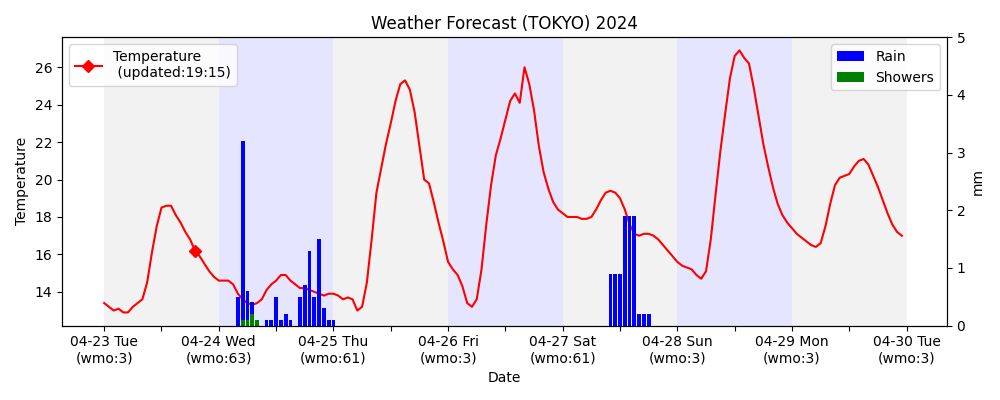 Weather Forecast (TOKYO) 2024
Temperature
(updated:19:15)
Rain
Showers
26
24
22
20
18
16
14
Temperature
5
4
3
2
1
0
mm
04-23 Tue
(wmo:3)
04-24 Wed
(wmo:63)
04-25 Thu
(wmo:61)
04-26 Fri
(wmo:3)
04-27 Sat
(wmo:61)
04-28 Sun
(wmo:3)
04-29 Mon
(wmo:3)
04-30 Tue
(wmo:3)
Date